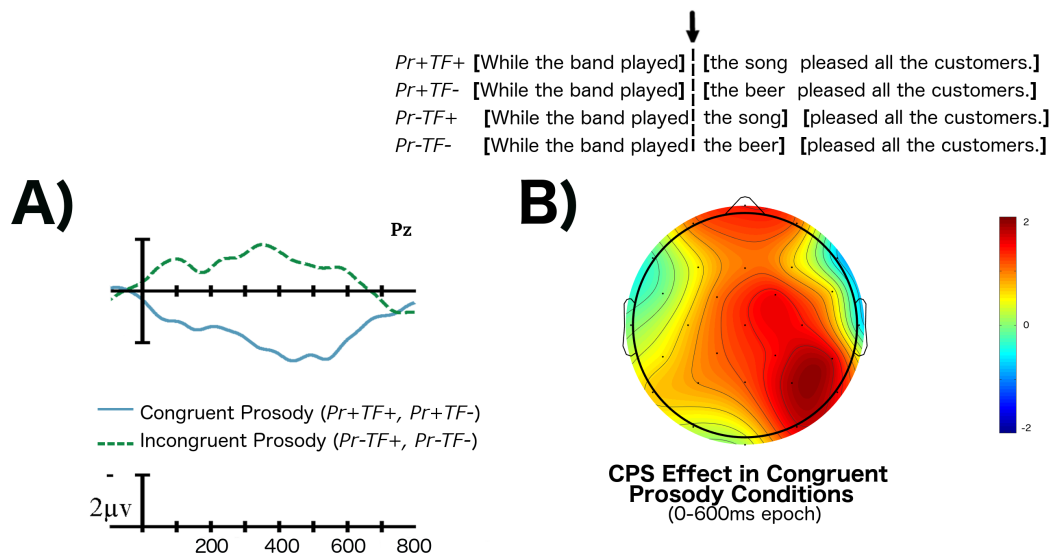 Pr+TF+ [While the band played] [the song pleased all the customers.]
Pr+TF- [While the band played] [the beer pleased all the customers.]
Pr-TF+ [While the band played the song] [pleased all the customers.]
Pr-TF- [While the band played the beer] [pleased all the customers.]
A)
Pz
Congruent Prosody (Pr+TF+, Pr+TF-)
Incongruent Prosody (Pr-TF+, Pr-TF-)
-
2μv
200 400 600 800
B)
2
0
-2
CPS Effect in Congruent
Prosody Conditions
(0-600ms epoch)